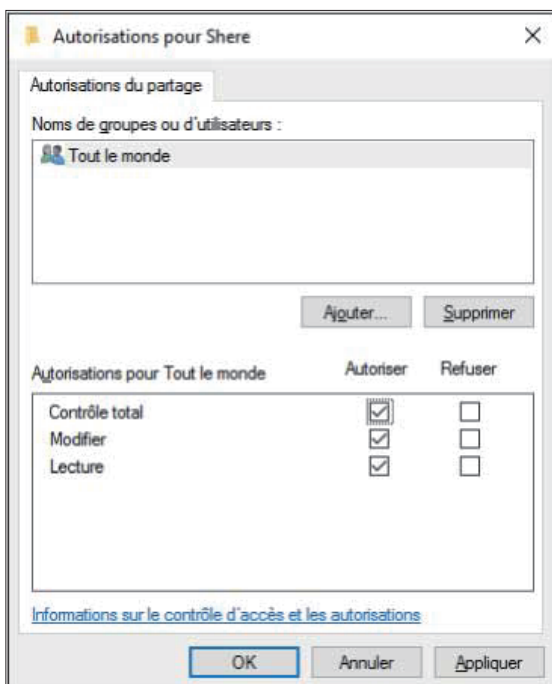 Autorisations pour Shere
Autorisations du partage
Noms de groupes ou d'utilisateurs :
Tout le monde
Ajouter...
Supprimer
Autorisations pour Tout le monde Autoriser Refuser
Contrôle total
Modifier
Lecture
Informations sur le contrôle d'accès et les autorisations
OK Annuler Appliquer